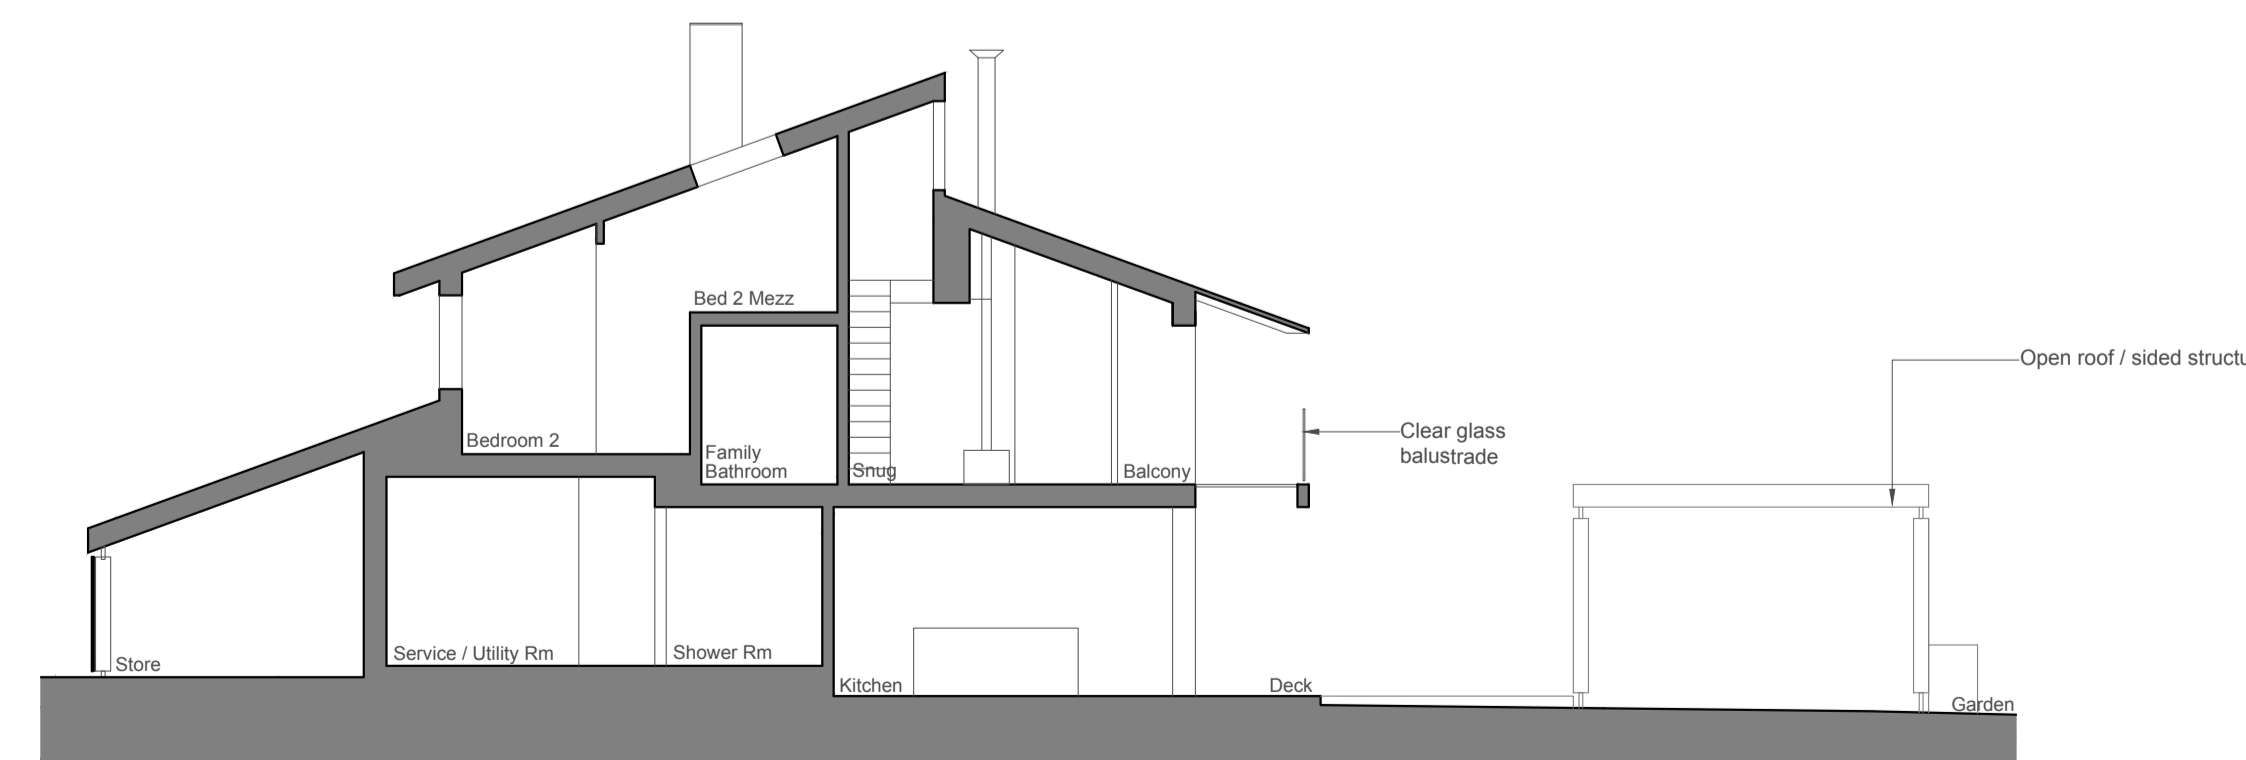 Bed 2 Mezz
Open roof / sided
Clear glass
balustrade
Bedroom 2
Family
Bathroom
Snug
Balcony
Store
Service / Utility Rm
Shower Rm
Kitchen
Deck
Garden